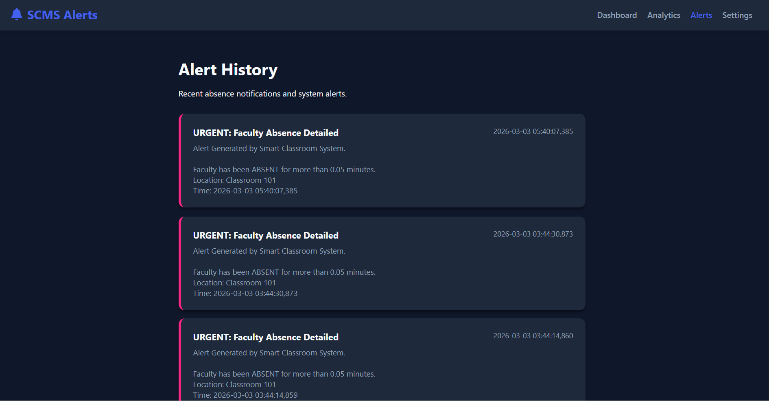 SCMS Alerts
Dashboard Analytics Alerts Settings
Alert History
Recent absence notifications and system alerts.
URGENT: Faculty Absence Detailed 2026-03-03 05:40:07,385
Alert Generated by Smart Classroom System.
Faculty has been ABSENT for more than 0.05 minutes.
Location: Classroom 101
Time: 2026-03-03 05:40:07,385
URGENT: Faculty Absence Detailed 2026-03-03 03:44:30,873
Alert Generated by Smart Classroom System.
Faculty has been ABSENT for more than 0.05 minutes.
Location: Classroom 101
Time: 2026-03-03 03:44:30,873
URGENT: Faculty Absence Detailed 2026-03-03 03:44:14,860
Alert Generated by Smart Classroom System.
Faculty has been ABSENT for more than 0.05 minutes.
Location: Classroom 101
Time: 2026-03-03 03:44:14,859